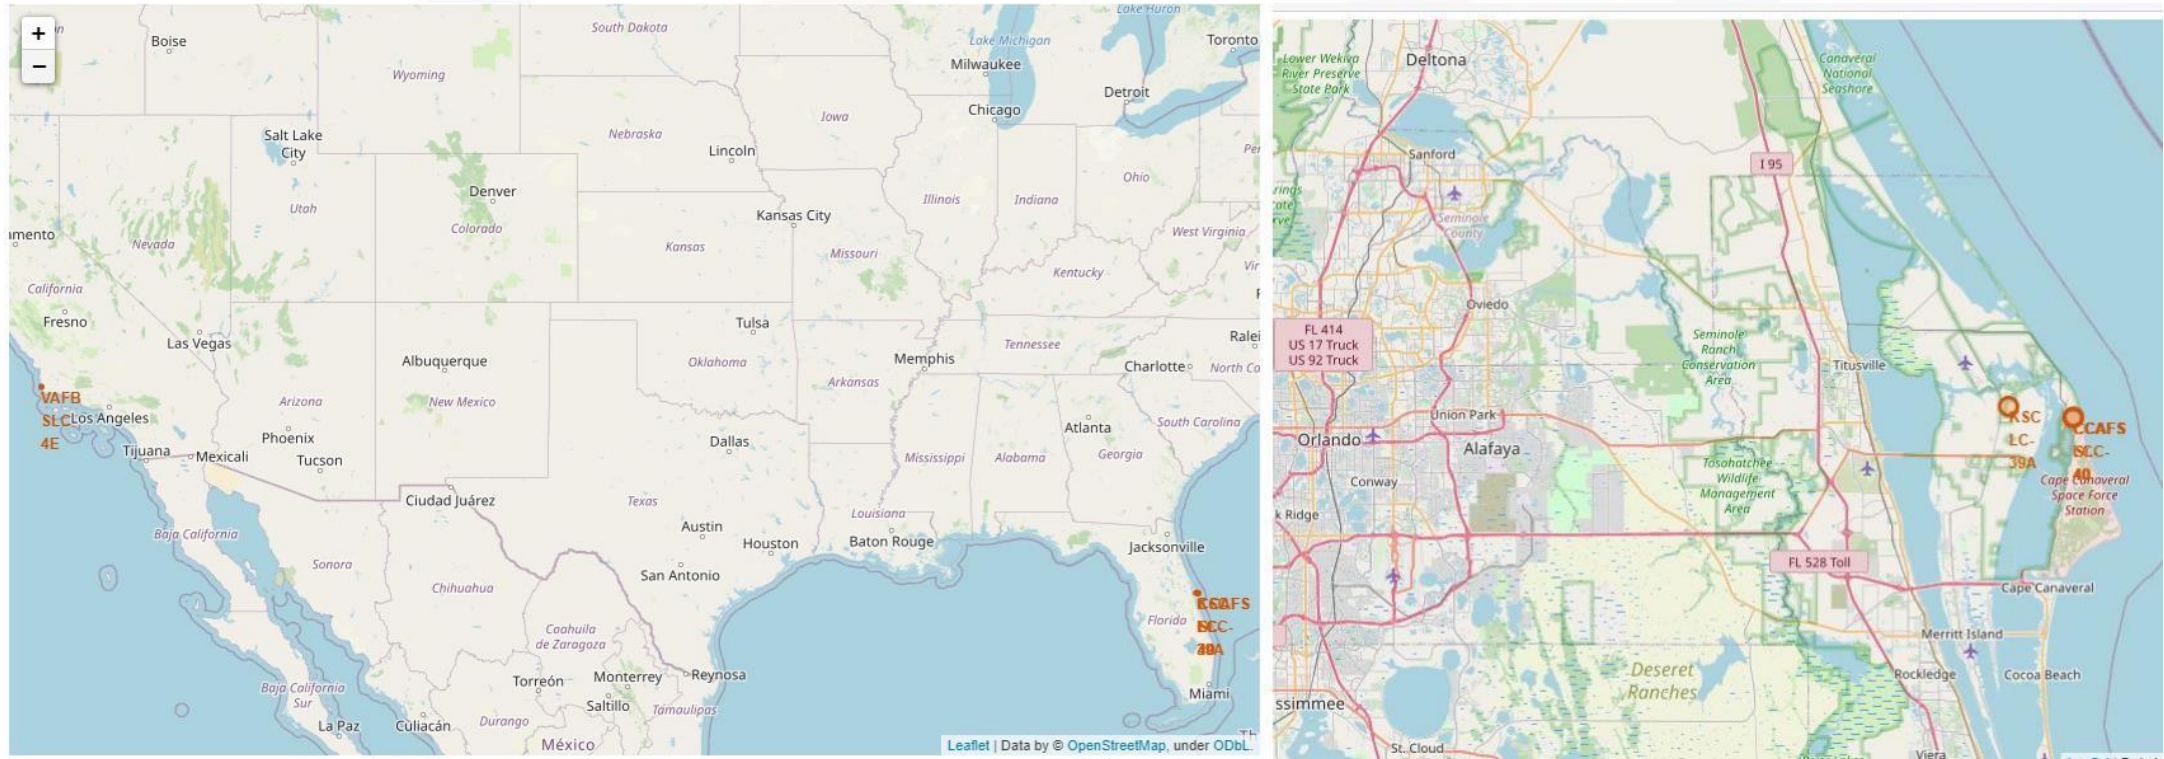 +
−
Boise
South Dakota
Lake Huron
Toronto
Lake Michigan
Milwaukee
Wyoming
Detroit
Chicago
Iowa
Salt Lake
City
Nebraska
Lincoln
Ohio
Denver
Illinois
Indiana
Utah
Kansas City
Colorado
amento
Nevada
Kansas
Missouri
West Virginia
Kentucky
California
Fresno
Las Vegas
Tulsa
Tennessee
Ralei
Albuquerque
Oklahoma
Memphis
Charlotte
North Ca
Arkansas
VAFB
SLC-
4E
Los Angeles
Arizona
New Mexico
South Carolina
Atlanta
Phoenix
Dallas
Tijuana
Mexicali
Tucson
Mississippi
Alabama
Georgia
Ciudad Juárez
Texas
Louisiana
Austin
Houston
Baton Rouge
Jacksonville
Baja California
Sonora
Chihuahua
San Antonio
CCAFS
Florida
Coahuila
de Zaragoza
Torreón
Monterrey
Reynosa
Saltillo
Miami
Baja California
Sur
La Paz
Culiacán
Durango
Tamaulipas
México
Leaflet | Data by © OpenStreetMap, under ODbL.
Lower Wekiva
River Preserve
State Park
Deltona
Canaveral
National
Seashore
Sanford
I 95
Seminole
County
Oviedo
FL 414
US 17 Truck
US 92 Truck
Seminole
Ranch
Conservation
Area
Titusville
KSC
LC-
39A
CCAFS
SLC-
40
Union Park
Orlando
Alafaya
Conway
Tosohatchee
Wildlife
Management
Area
Cape Canaveral
Space Force
Station
k Ridge
FL 528 Toll
Cape Canaveral
Merritt Island
Deseret
Ranches
Rockledge
Cocoa Beach
ssimmee
St. Cloud
Viera